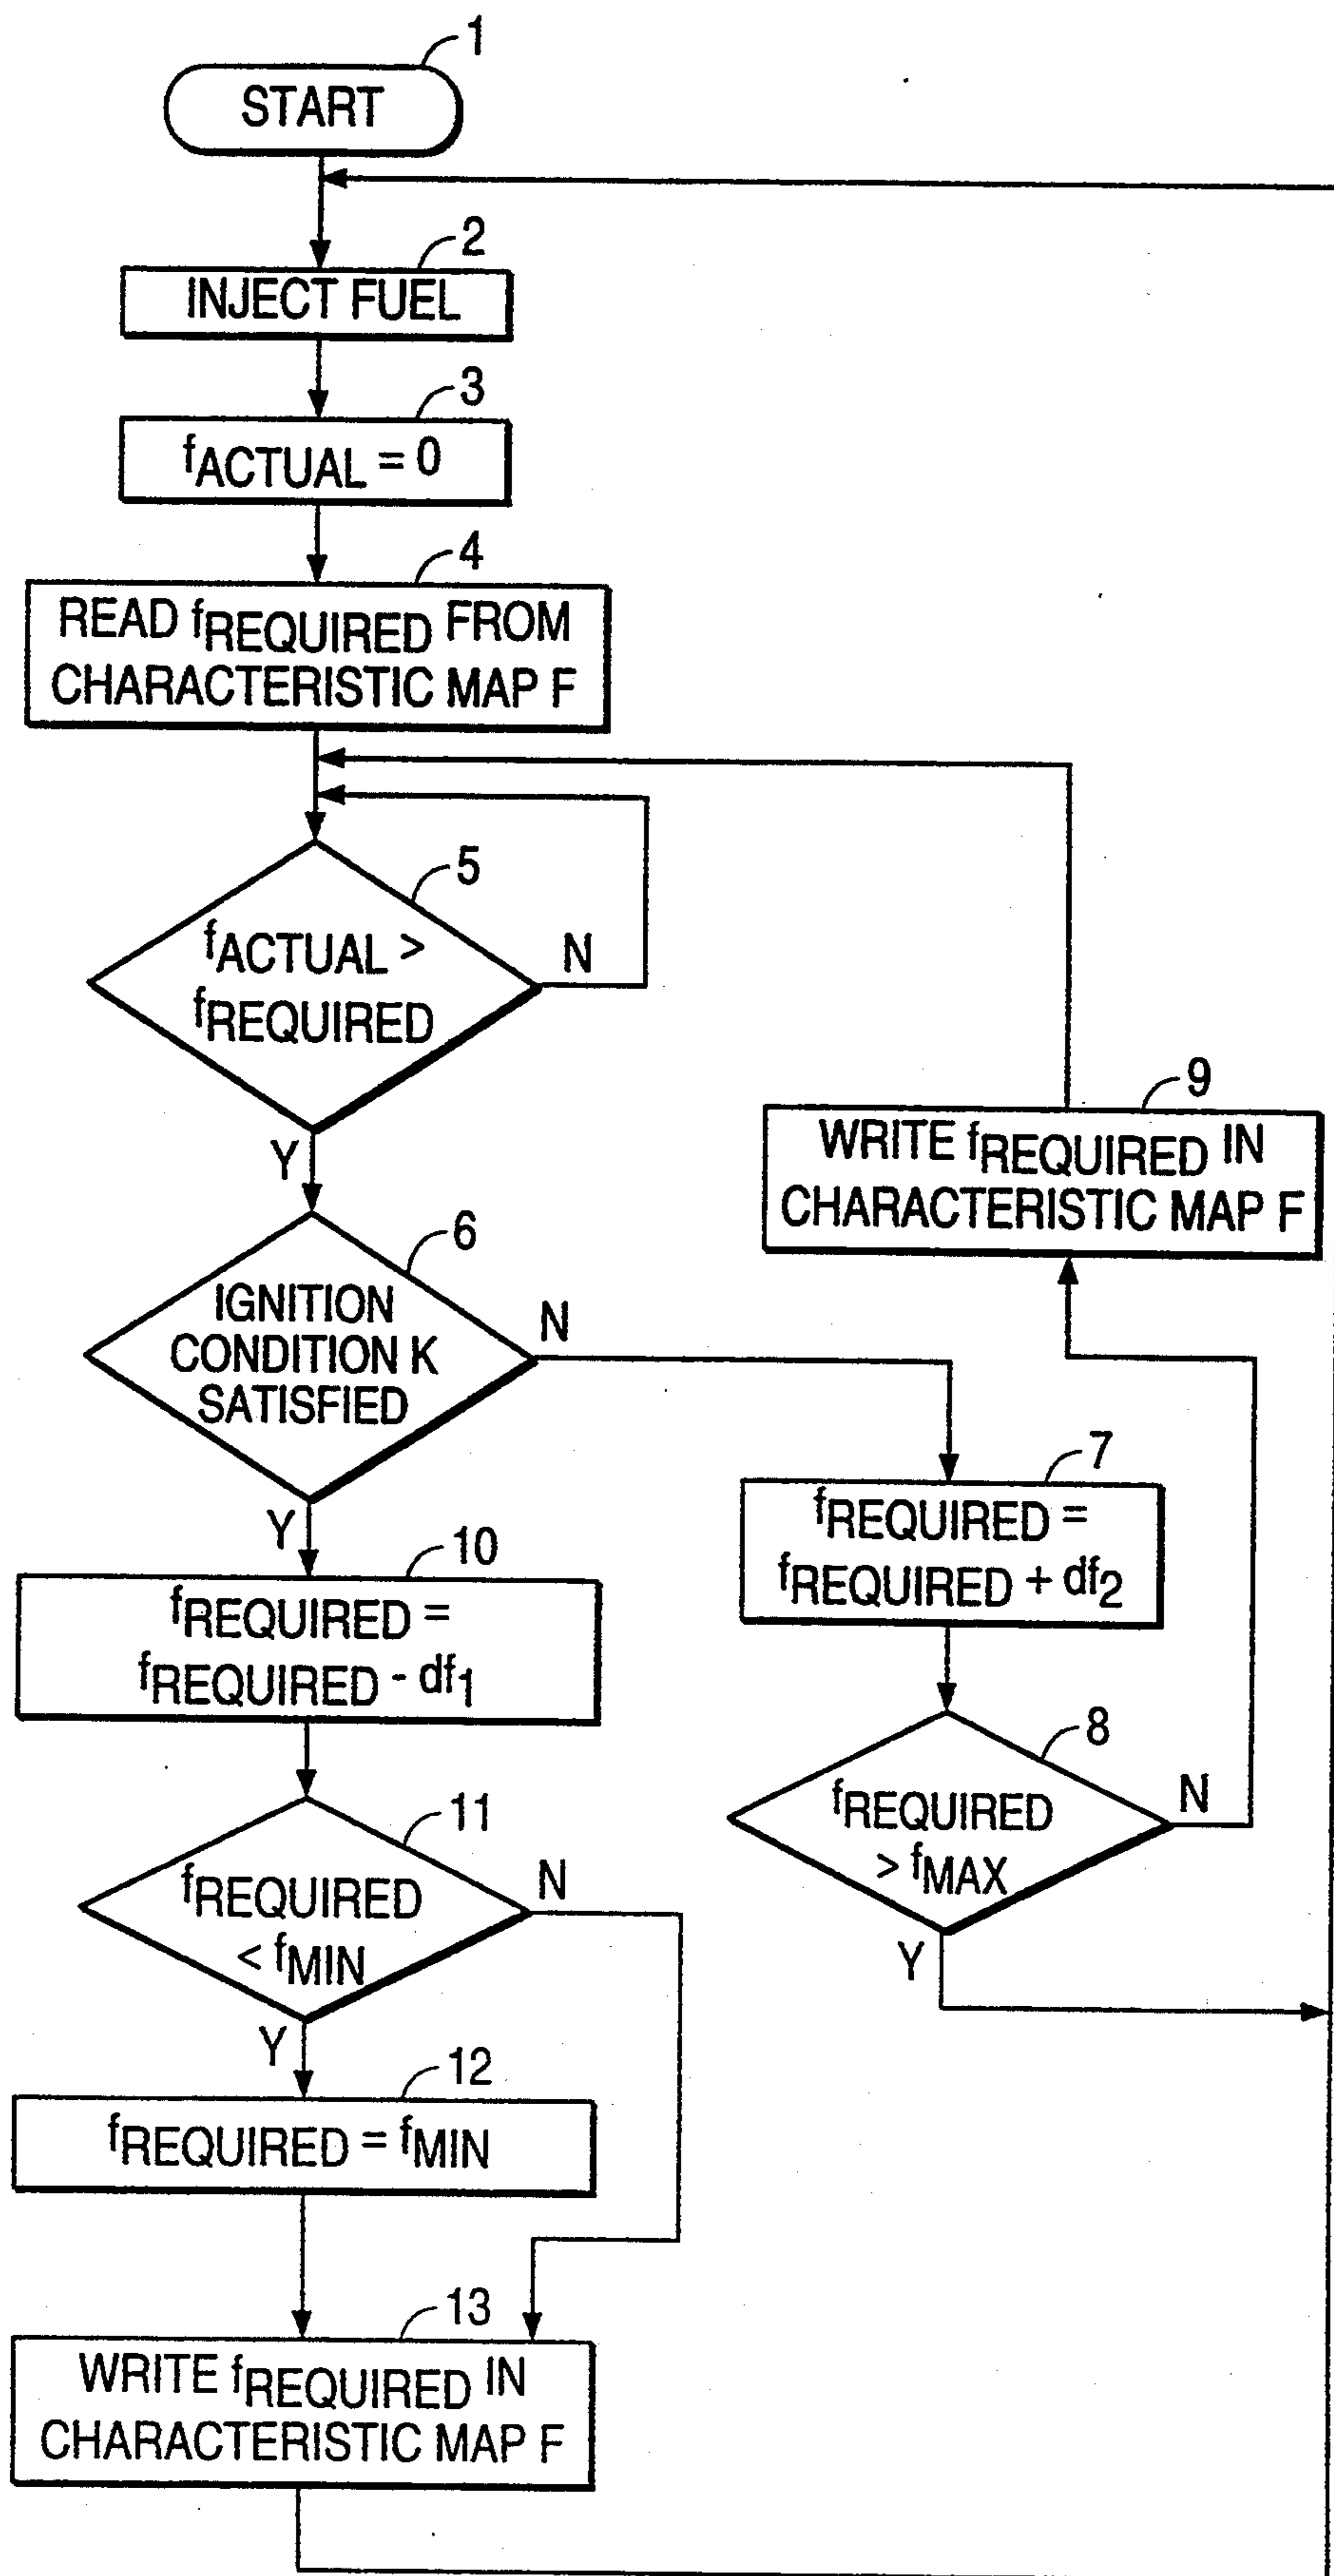 1
START
2
INJECT FUEL
3
fACTUAL = 0
4
READ fREQUIRED FROM
CHARACTERISTIC MAP F
5
fACTUAL >
fREQUIRED
N
Y
6
IGNITION
CONDITION K
SATISFIED
N
Y
9
WRITE fREQUIRED IN
CHARACTERISTIC MAP F
7
fREQUIRED =
fREQUIRED + df2
8
fREQUIRED
> fMAX
N
Y
10
fREQUIRED =
fREQUIRED - df1
11
fREQUIRED
< fMIN
N
Y
12
fREQUIRED = fMIN
13
WRITE fREQUIRED IN
CHARACTERISTIC MAP F